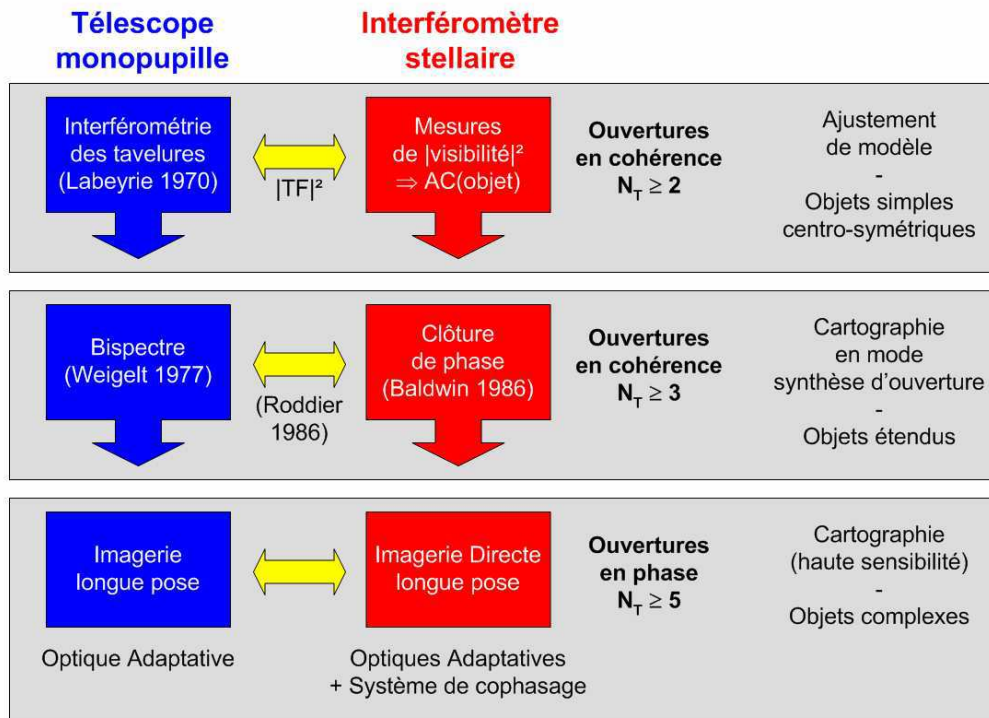 Télescope
monopupille
Interféromètre
stellaire
Interférométrie
des tavelures
(Labeyrie 1970)
|TF|²
Mesures
de |visibilité|²
⇒ AC(objet)
Ouvertures
en cohérence
N_T ≥ 2
Ajustement
de modèle
-
Objets simples
centro-symétriques
Bispectre
(Weigelt 1977)
(Roddier
1986)
Clôture
de phase
(Baldwin 1986)
Ouvertures
en cohérence
N_T ≥ 3
Cartographie
en mode
synthèse d'ouverture
-
Objets étendus
Imagerie
longue pose
Imagerie Directe
longue pose
Ouvertures
en phase
N_T ≥ 5
Cartographie
(haute sensibilité)
-
Objets complexes
Optique Adaptative
Optiques Adaptatives
+ Système de cophasage